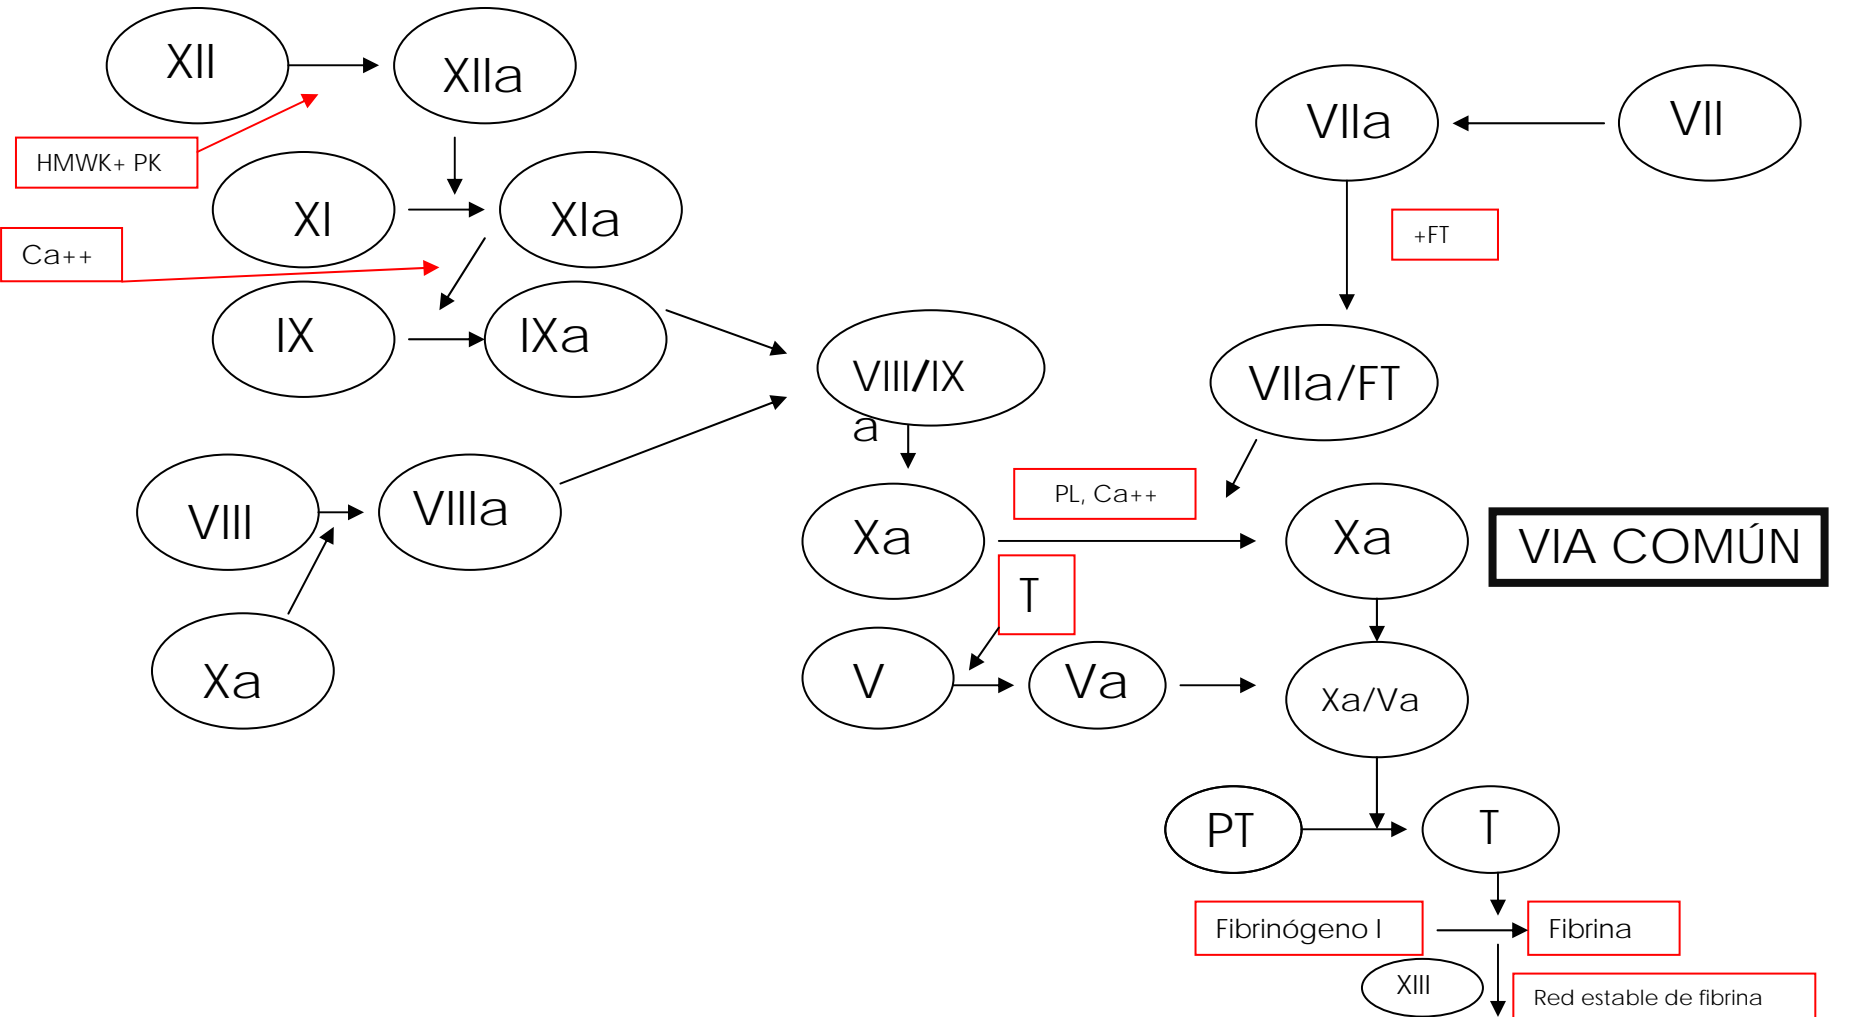 XII
XIIa
HMWK+ PK
XI
XIa
Ca++
IX
IXa
VIII
VIIIa
Xa
VIII/IX
a
Xa
PL, Ca++
T
V
Va
VIIa
VII
+FT
VIIa/FT
Xa
VIA COMÚN
Xa/Va
PT
T
Fibrinógeno I
Fibrina
XIII
Red estable de fibrina